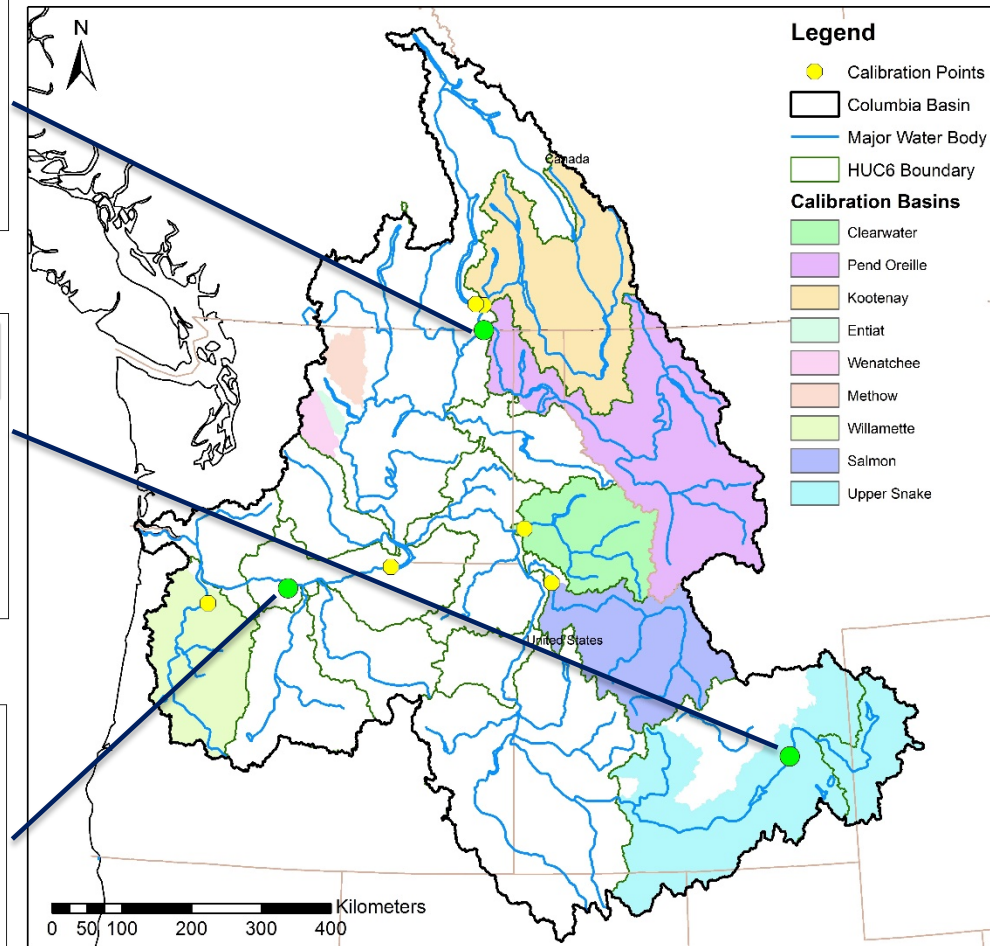 N
Legend
Calibration Points
Columbia Basin
Major Water Body
HUC6 Boundary
Calibration Basins
Clearwater
Pend Oreille
Kootenay
Entiat
Wenatchee
Methow
Willamette
Salmon
Upper Snake
Canada
United States
Kilometers
0 50 100 200 300 400